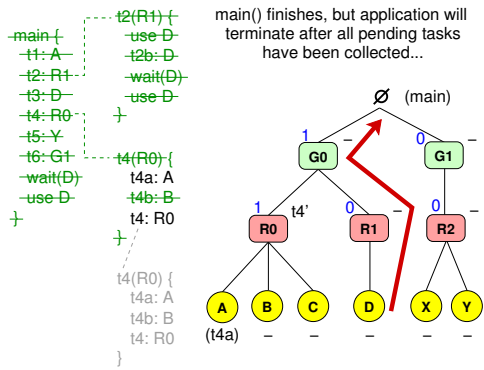 main {
t1: A
t2: R1
t3: D
t4: R0
t5: Y
t6: G1
wait(D)
use D
}
t2(R1) {
use D
t2b: D
wait(D)
use D
}
t4(R0) {
t4a: A
t4b: B
t4: R0
}
t4(R0) {
t4a: A
t4b: B
t4: R0
}
main() finishes, but application will
terminate after all pending tasks
have been collected...
∅ (main)
1 – 0 –
G0 G1
1 t4' 0 – 0 –
R0 R1 R2
A B C D X Y
(t4a) – – – – –